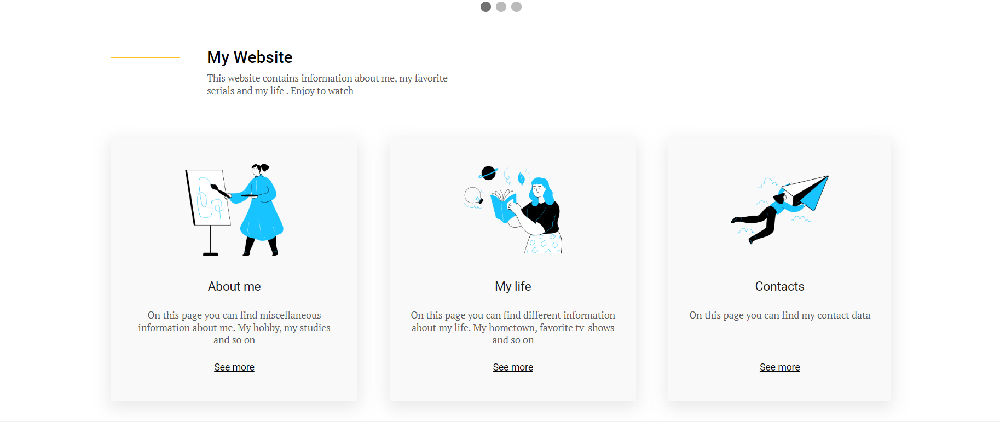 My Website
This website contains information about me, my favorite
serials and my life . Enjoy to watch
About me
On this page you can find miscellaneous
information about me. My hobby, my studies
and so on
See more
My life
On this page you can find different information
about my life. My hometown, favorite tv-shows
and so on
See more
Contacts
On this page you can find my contact data
See more